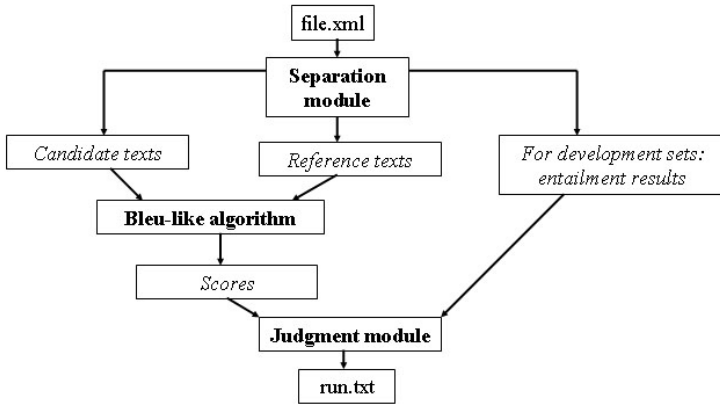 file.xml
Separation
module
Candidate texts
Reference texts
For development sets:
entailment results
Bleu-like algorithm
Scores
Judgment module
run.txt